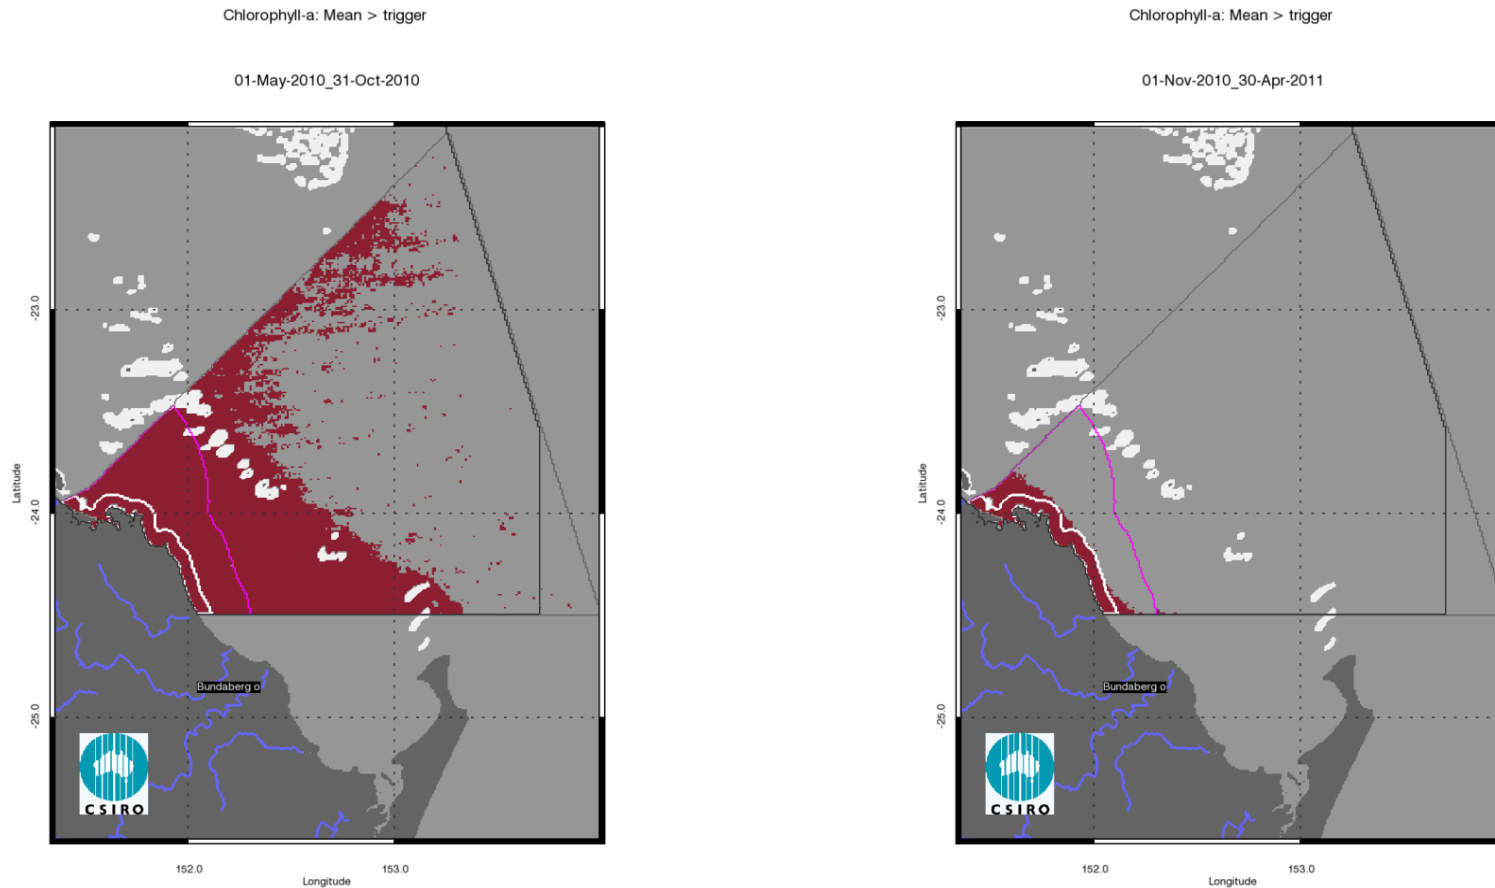 Chlorophyll-a: Mean > trigger
01-May-2010_31-Oct-2010
-23.0
-24.0
-25.0
Latitude
Bundaberg o
CSIRO
152.0
153.0
Longitude
Chlorophyll-a: Mean > trigger
01-Nov-2010_30-Apr-2011
-23.0
-24.0
-25.0
Latitude
Bundaberg o
CSIRO
152.0
153.0
Longitude